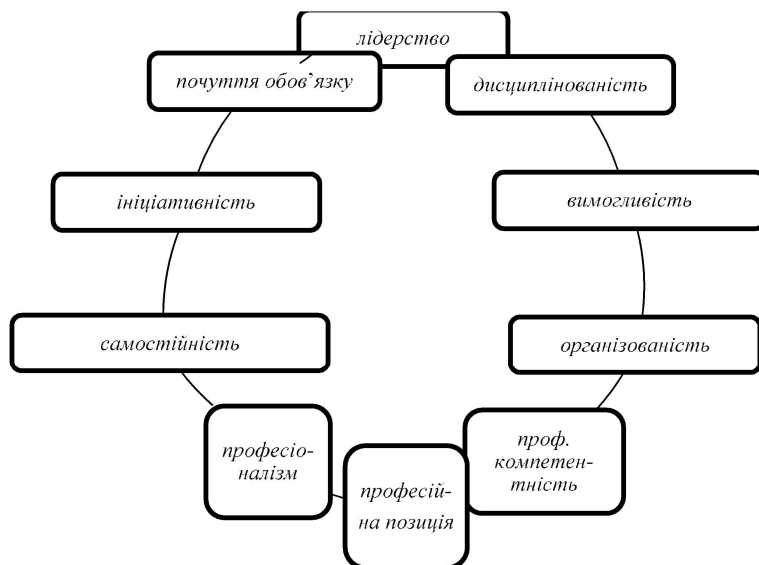 лідерство
почуття обов’язку
дисциплінованість
ініціативність
вимогливість
самостійність
організованість
професіо-
налізм
професій-
на позиція
проф.
компетен-
тність